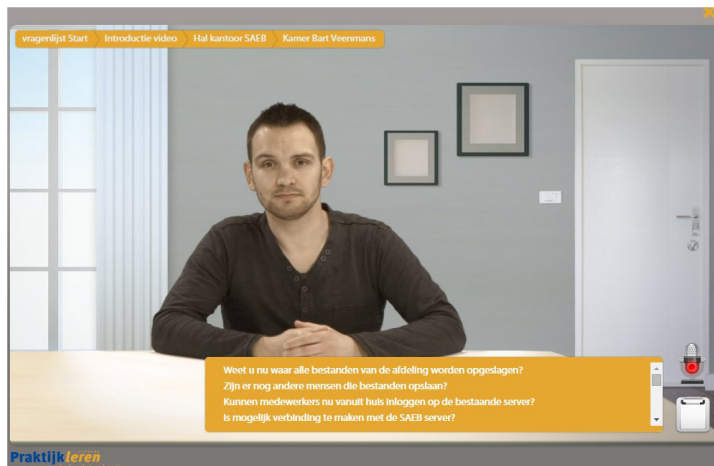 vragenlijst Start Introductie video Hal kantoor SAEB Kamer Bart Veenmans
Weet u nu waar alle bestanden van de afdeling worden opgeslagen?
Zijn er nog andere mensen die bestanden opslaan?
Kunnen medewerkers nu vanuit huis inloggen op de bestaande server?
Is mogelijk verbinding te maken met de SAEB server?
Praktijkleren